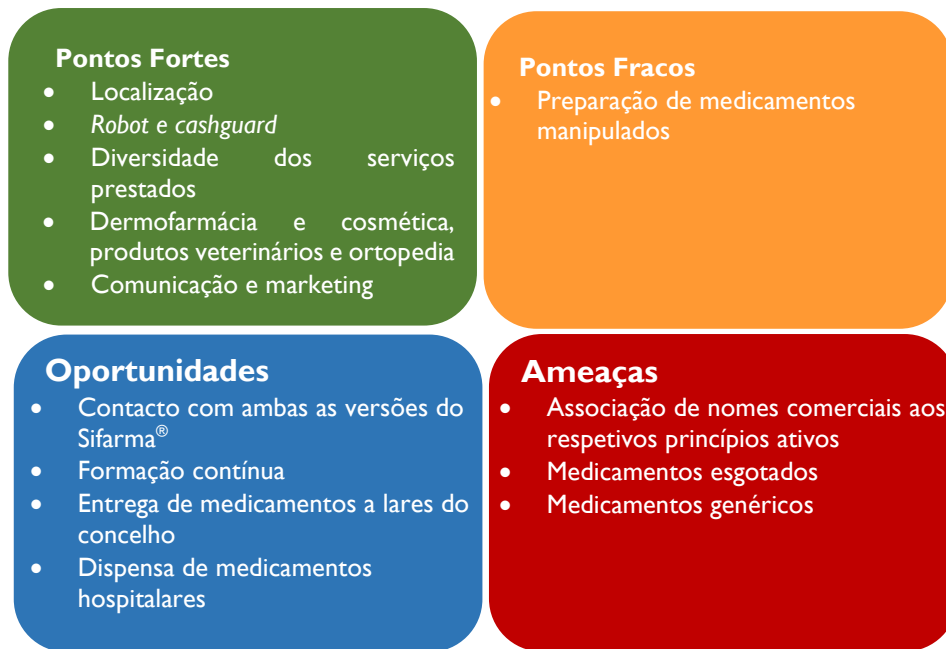 Pontos Fortes
• Localização
• Robot e cashguard
• Diversidade dos serviços
prestados
• Dermofarmácia e cosmética,
produtos veterinários e ortopedia
• Comunicação e marketing
Pontos Fracos
• Preparação de medicamentos
manipulados
Oportunidades
• Contacto com ambas as versões do
Sifarma®
• Formação contínua
• Entrega de medicamentos a lares do
concelho
• Dispensa de medicamentos
hospitalares
Ameaças
• Associação de nomes comerciais aos
respetivos princípios ativos
• Medicamentos esgotados
• Medicamentos genéricos